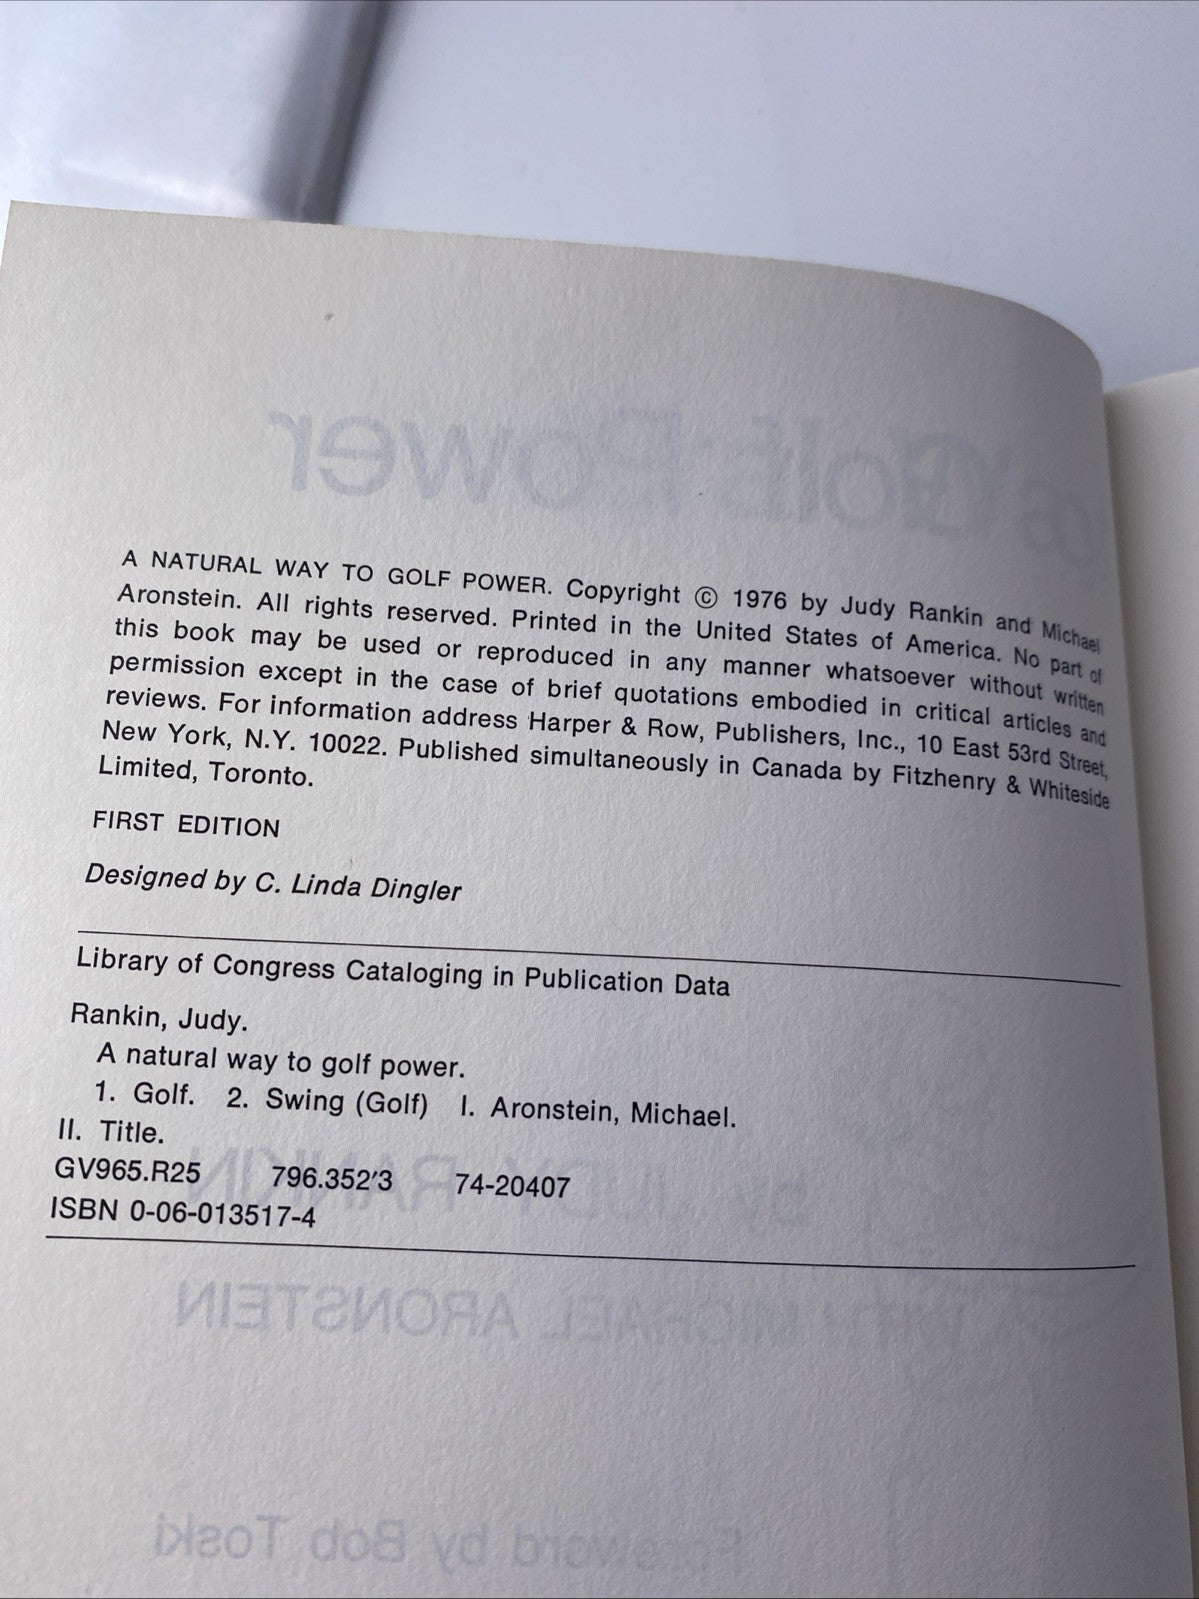 A NATURAL WAY TO GOLF POWER. Copyright © 1976 by Judy Rankin and Michael
Aronstein. All rights reserved. Printed in the United States of America. No part of
this book may be used or reproduced in any manner whatsoever without written
permission except in the case of brief quotations embodied in critical articles and
reviews. For information address Harper & Row, Publishers, Inc., 10 East 53rd Street,
New York, N.Y. 10022. Published simultaneously in Canada by Fitzhenry & Whiteside
Limited, Toronto.
FIRST EDITION
Designed by C. Linda Dingler
Library of Congress Cataloging in Publication Data
Rankin, Judy.
A natural way to golf power.
1. Golf. 2. Swing (Golf) I. Aronstein, Michael.
II. Title.
GV965.R25 796.352'3 74-20407
ISBN 0-06-013517-4